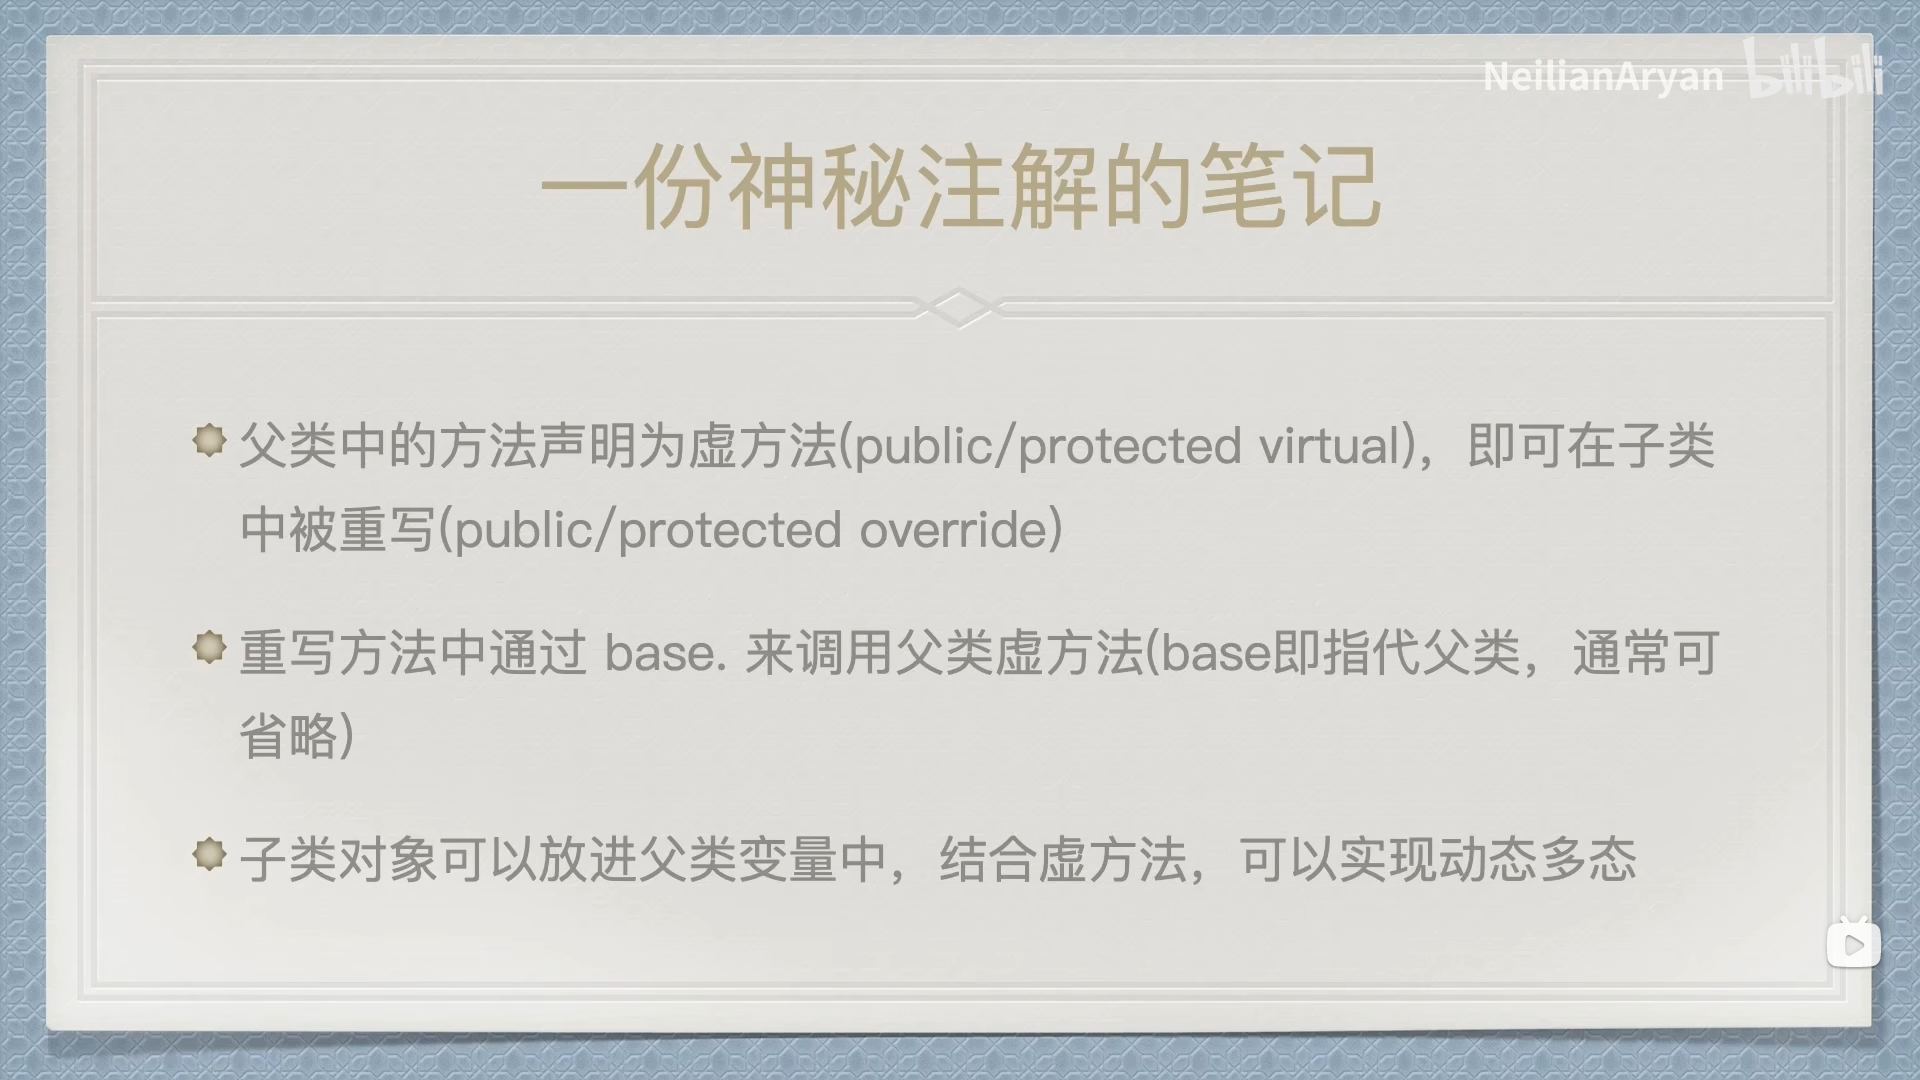 NeilianAryan bilibili
一份神秘注解的笔记
父类中的方法声明为虚方法(public/protected virtual)，即可在子类
中被重写(public/protected override)
重写方法中通过 base. 来调用父类虚方法(base即指代父类，通常可
省略)
子类对象可以放进父类变量中，结合虚方法，可以实现动态多态